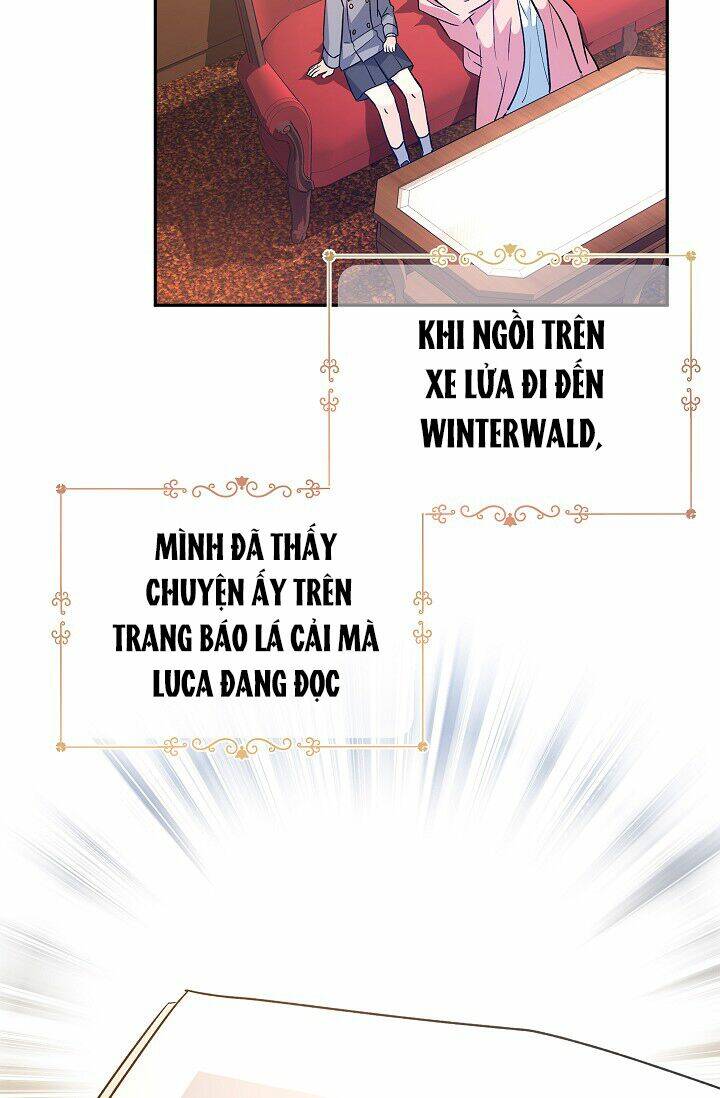 KHI NGỒI TRÊN
XE LỬA ĐI ĐẾN
WINTERWALD,
MÌNH ĐÃ THẤY
CHUYỆN ẤY TRÊN
TRANG BÁO LÁ CẢI MÀ
LUCA ĐANG ĐỌC